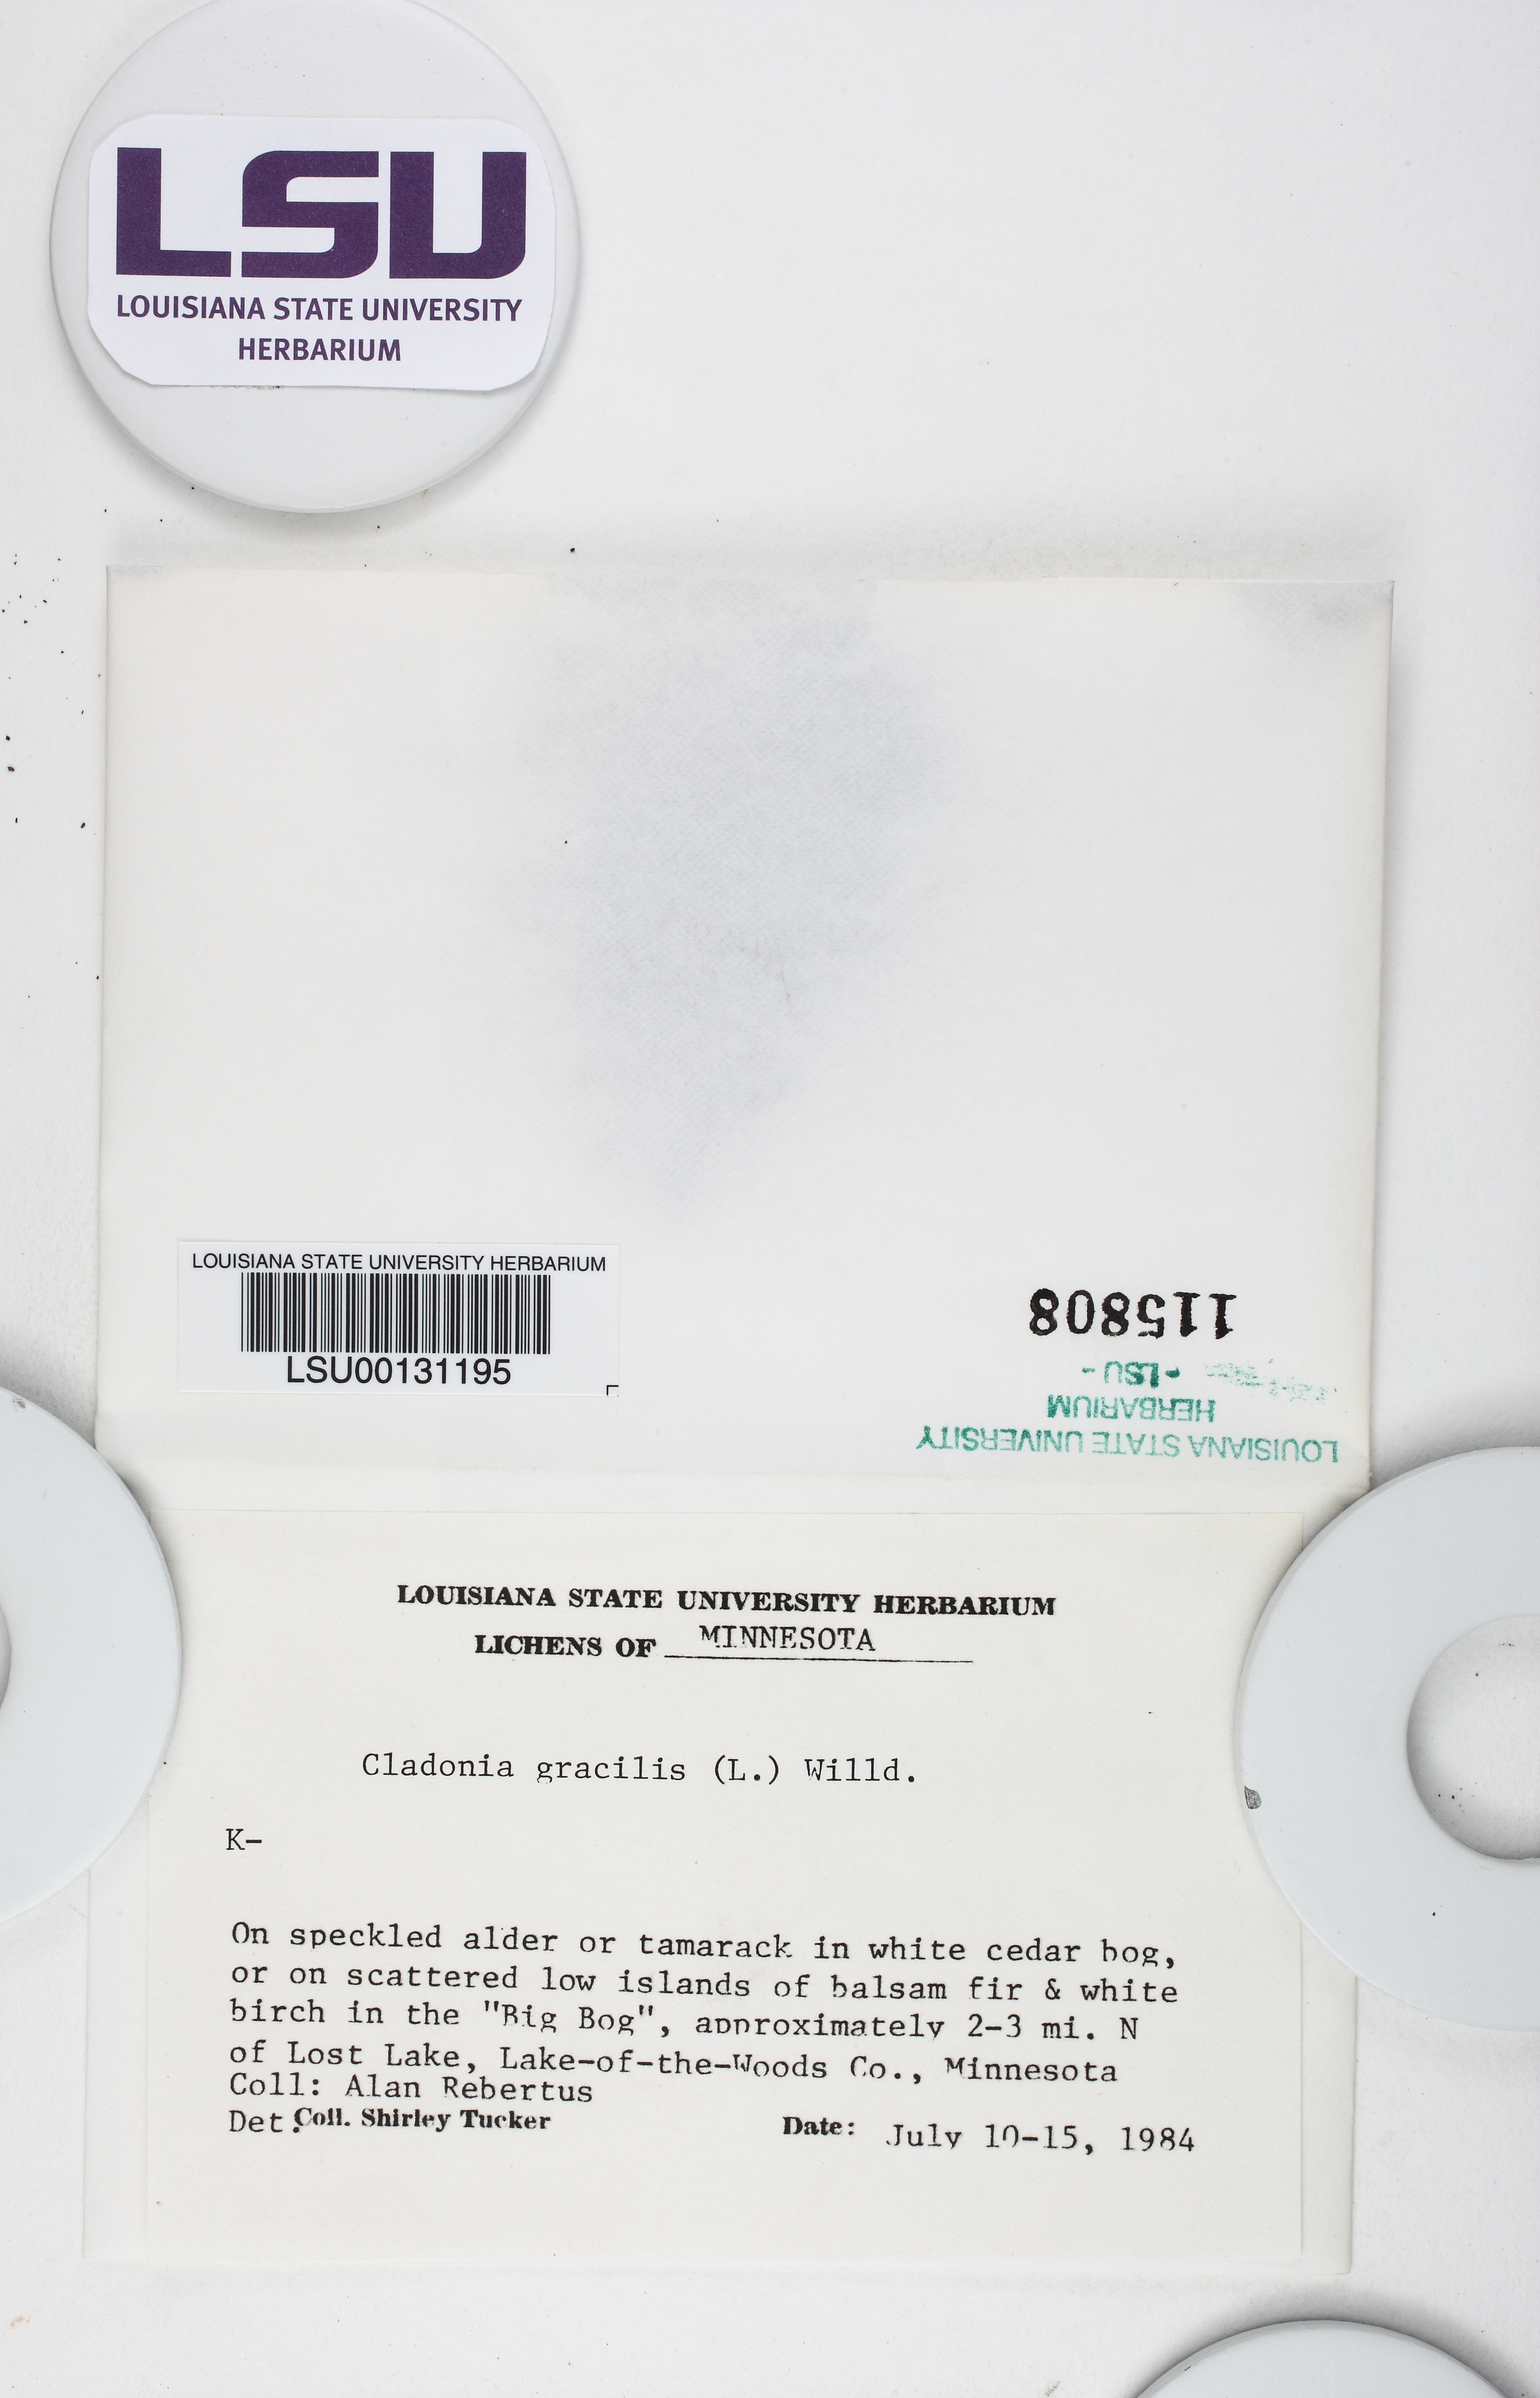 LSU
LOUISIANA STATE UNIVERSITY
HERBARIUM
LOUISIANA STATE UNIVERSITY HERBARIUM
LSU00131195
115808
- LSU -
HERBARIUM
LOUISIANA STATE UNIVERSITY
LOUISIANA STATE UNIVERSITY HERBARIUM
LICHENS OF MINNESOTA
Cladonia gracilis (L.) Willd.
K-
On speckled alder or tamarack in white cedar bog,
or on scattered low islands of balsam fir & white
birch in the "Big Bog", approximately 2-3 mi. N
of Lost Lake, Lake-of-the-Woods Co., Minnesota
Coll: Alan Rebertus
Det: Coll. Shirley Tucker Date: July 10-15, 1984